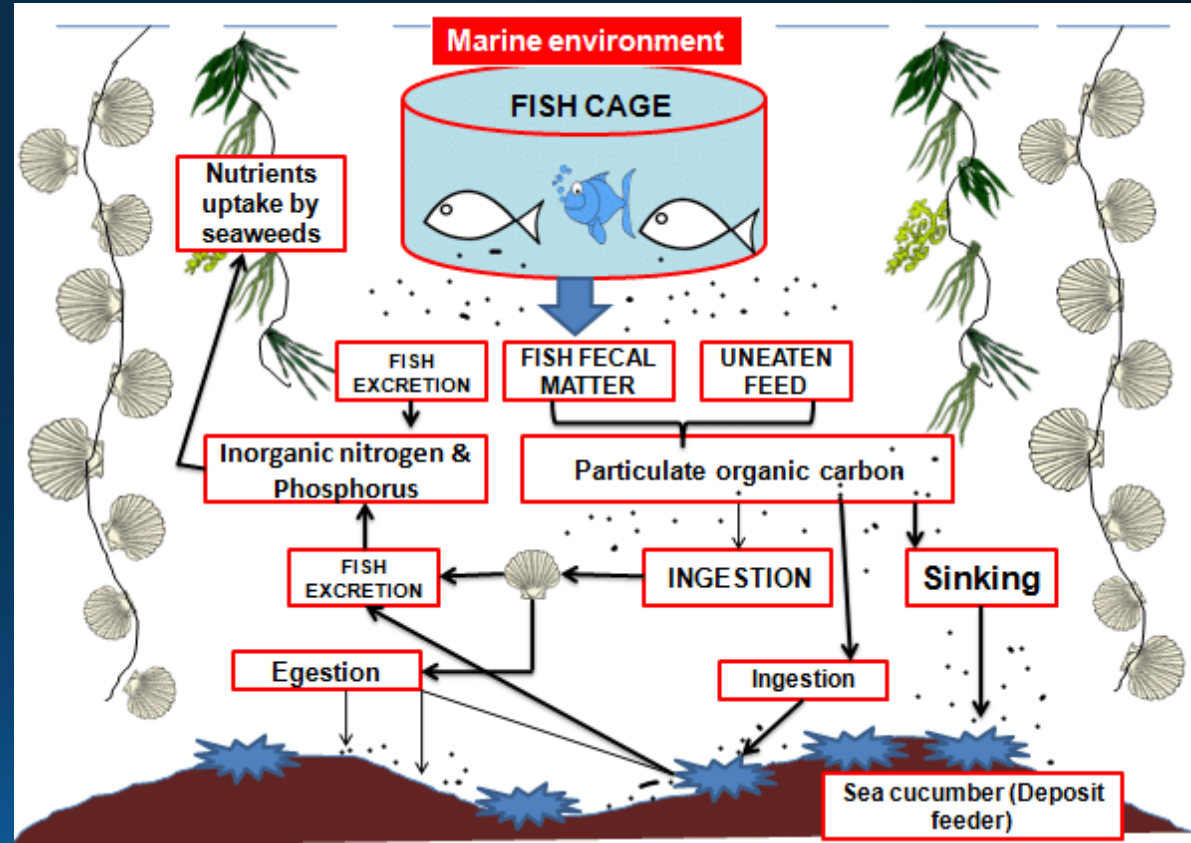 Marine environment
FISH CAGE
Nutrients
uptake by
seaweeds
FISH
EXCRETION
FISH FECAL
MATTER
UNEATEN
FEED
Inorganic nitrogen &
Phosphorus
Particulate organic carbon
FISH
EXCRETION
INGESTION
Sinking
Egestion
Ingestion
Sea cucumber (Deposit
feeder)